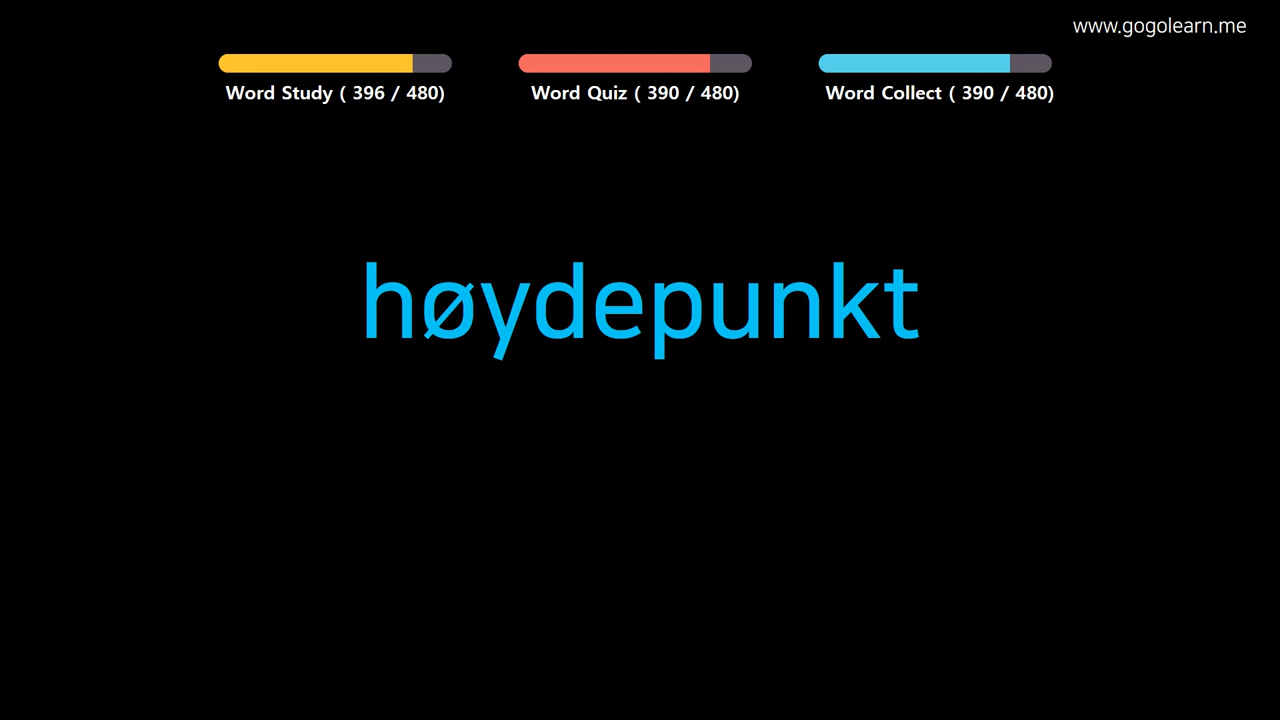 www.gogolearn.me
Word Study ( 396 / 480)
Word Quiz ( 390 / 480)
Word Collect ( 390 / 480)
høydepunkt